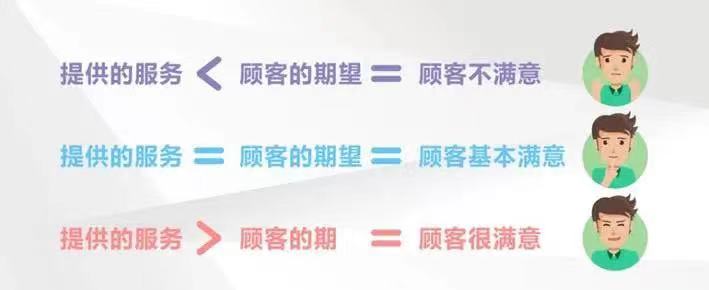 提供的服务 < 顾客的期望 = 顾客不满意
提供的服务 = 顾客的期望 = 顾客基本满意
提供的服务 > 顾客的期 = 顾客很满意